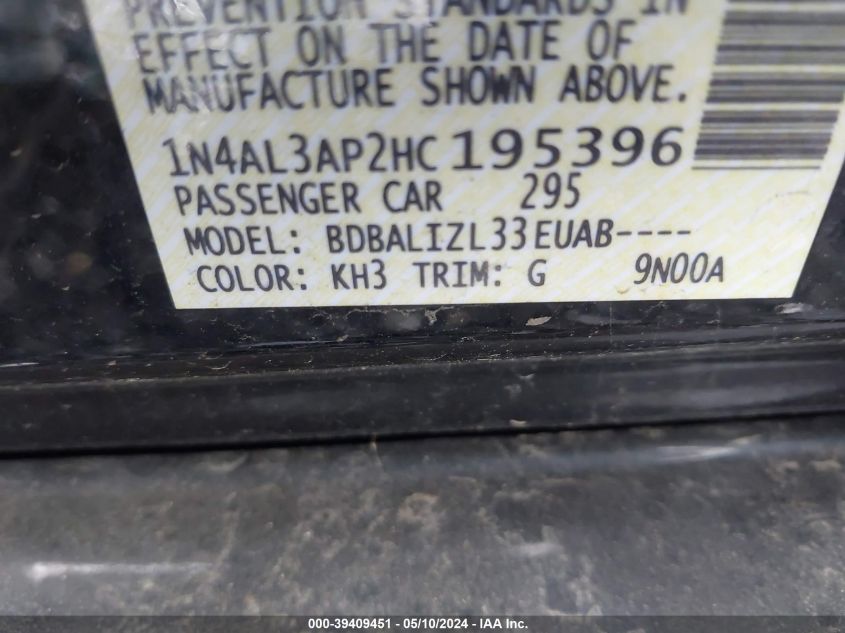 PREVENTION STANDARDS IN
EFFECT ON THE DATE OF
MANUFACTURE SHOWN ABOVE.
1N4AL3AP2HC195396
PASSENGER CAR 295
MODEL: BDBALIZL33EUAB----
COLOR: KH3 TRIM: G 9N00A
000-39409451 - 05/10/2024 - IAA Inc.